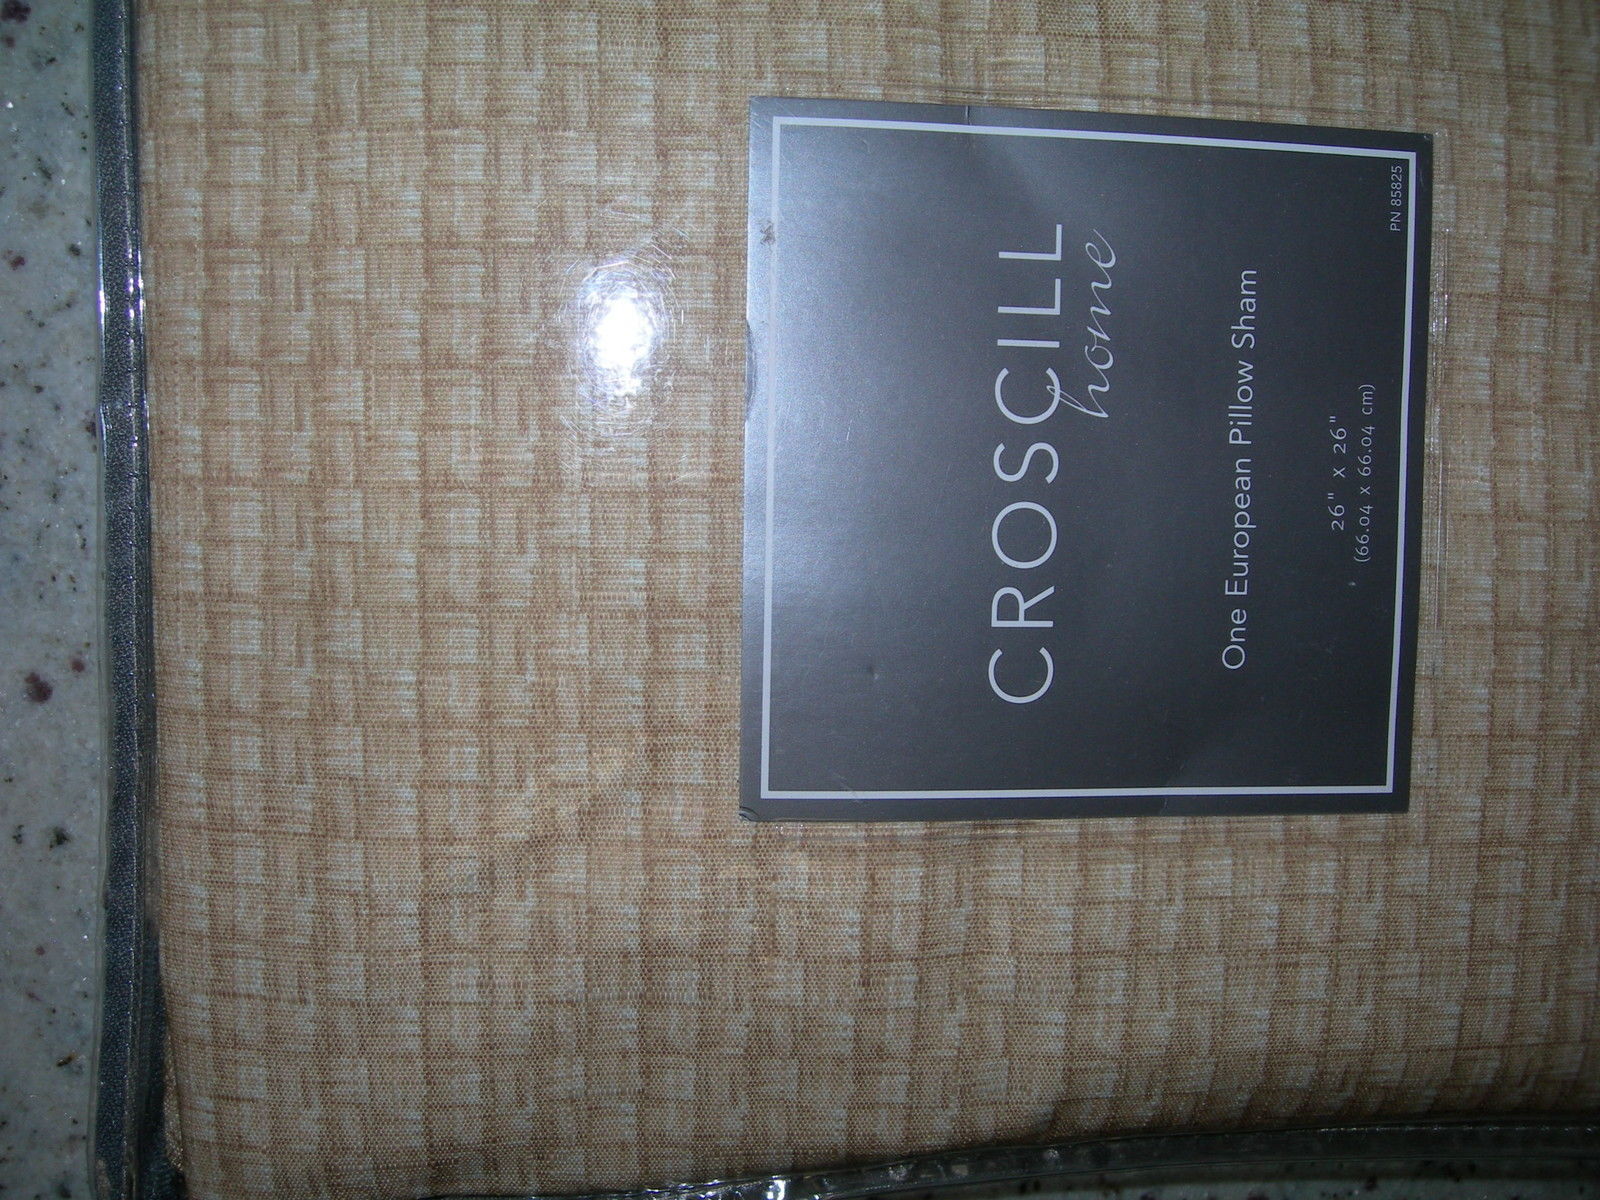 CROSCILL
home
One European Pillow Sham
26" x 26"
(66.04 x 66.04 cm)
PN 85825